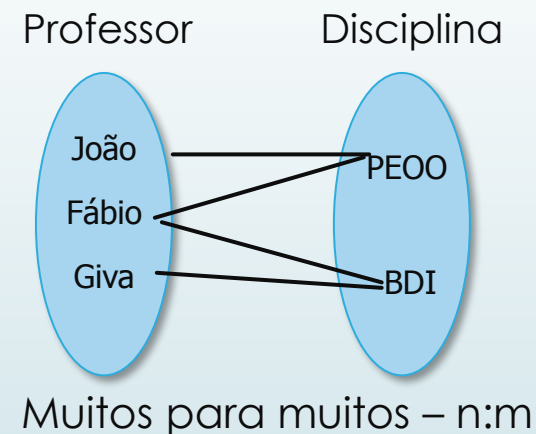 Professor Disciplina
João
PEOO
Fábio
Giva
BDI
Muitos para muitos – n:m